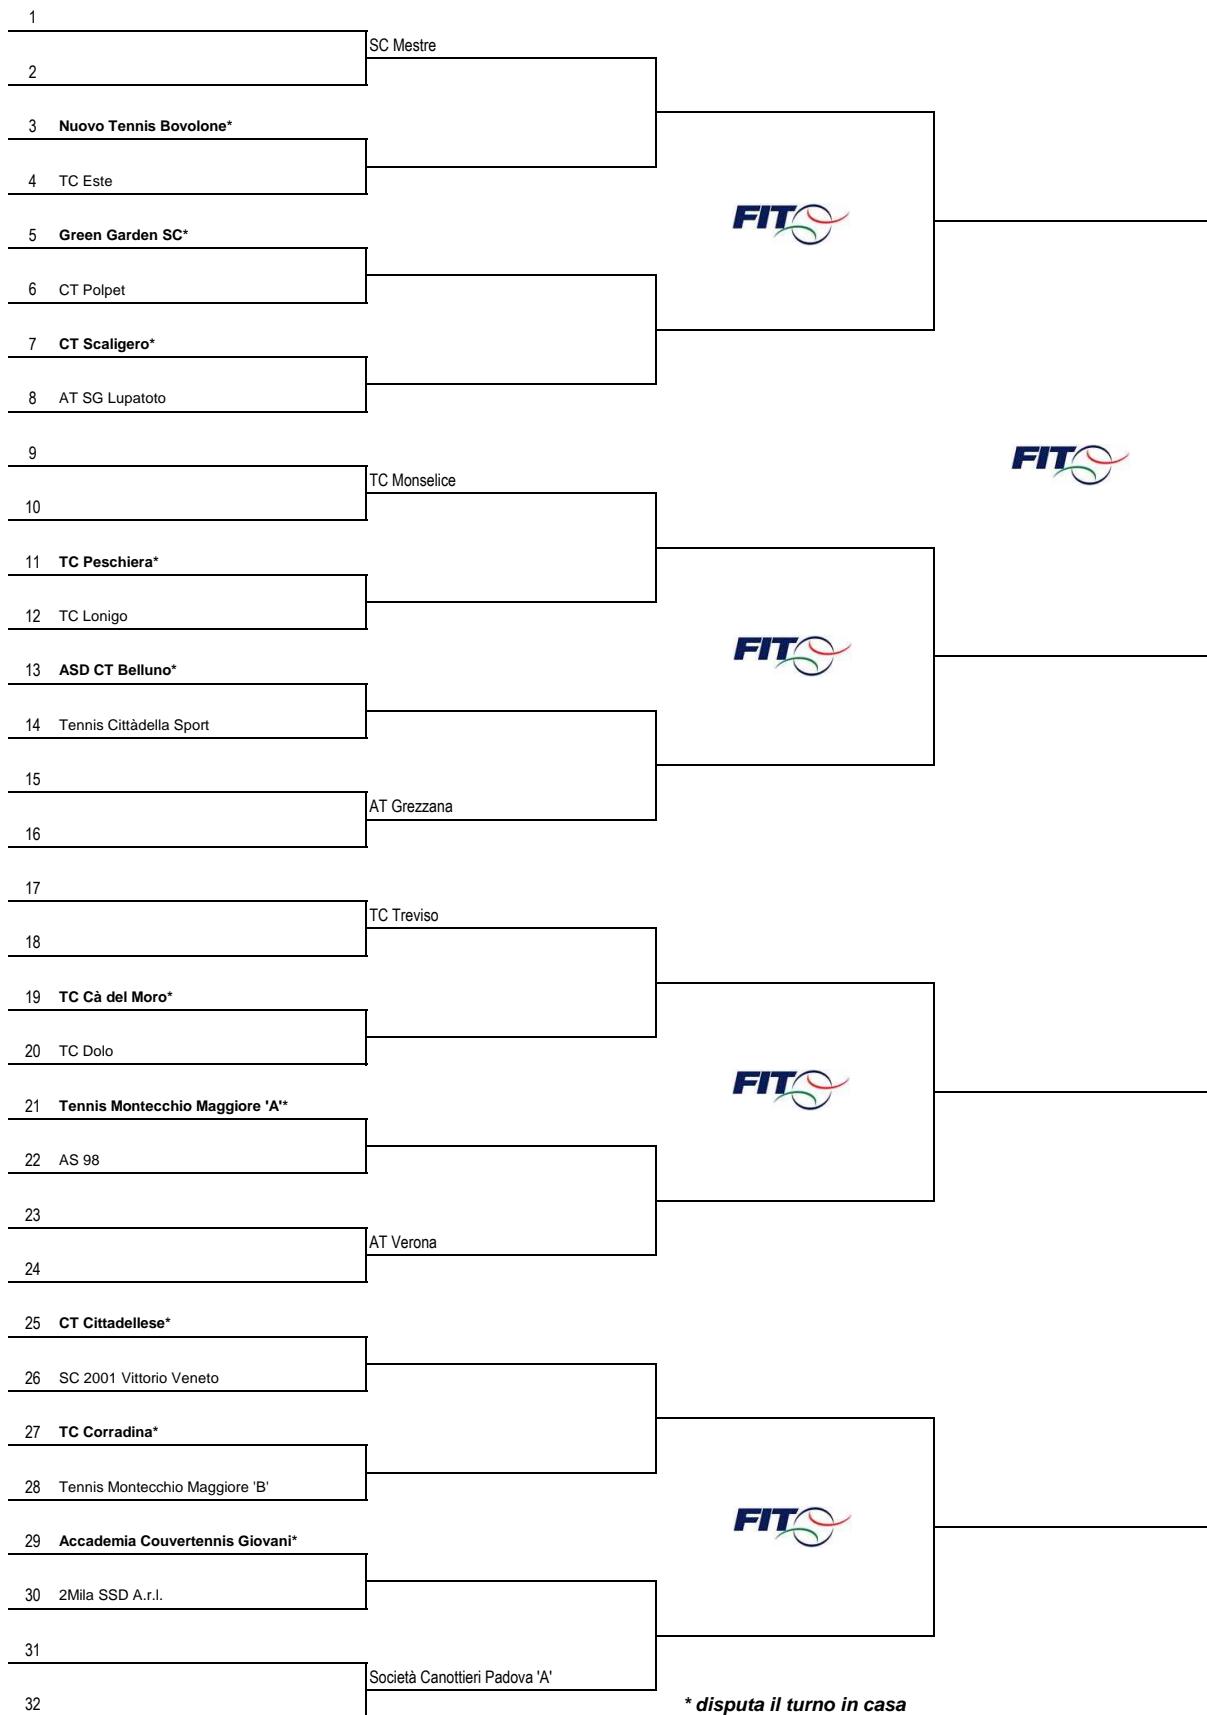 1
SC Mestre
2
3 Nuovo Tennis Bovolone*
4 TC Este
FIT
5 Green Garden SC*
6 CT Polpet
7 CT Scaligero*
8 AT SG Lupatoto
9
FIT
TC Monselice
10
11 TC Peschiera*
12 TC Lonigo
FIT
13 ASD CT Belluno*
14 Tennis Cittàdella Sport
15
AT Grezzana
16
17
TC Treviso
18
19 TC Cà del Moro*
20 TC Dolo
FIT
21 Tennis Montecchio Maggiore 'A'*
22 AS 98
23
AT Verona
24
25 CT Cittadellese*
26 SC 2001 Vittorio Veneto
27 TC Corradina*
28 Tennis Montecchio Maggiore 'B'
FIT
29 Accademia Couvertennis Giovani*
30 2Mila SSD A.r.l.
31
Società Canottieri Padova 'A'
32
* disputa il turno in casa